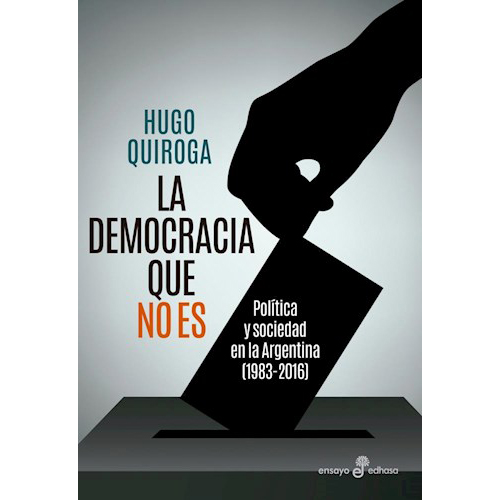 HUGO
QUIROGA
LA
DEMOCRACIA
QUE
NO ES
Política
y sociedad
en la Argentina
(1983-2016)
ensayo edhasa